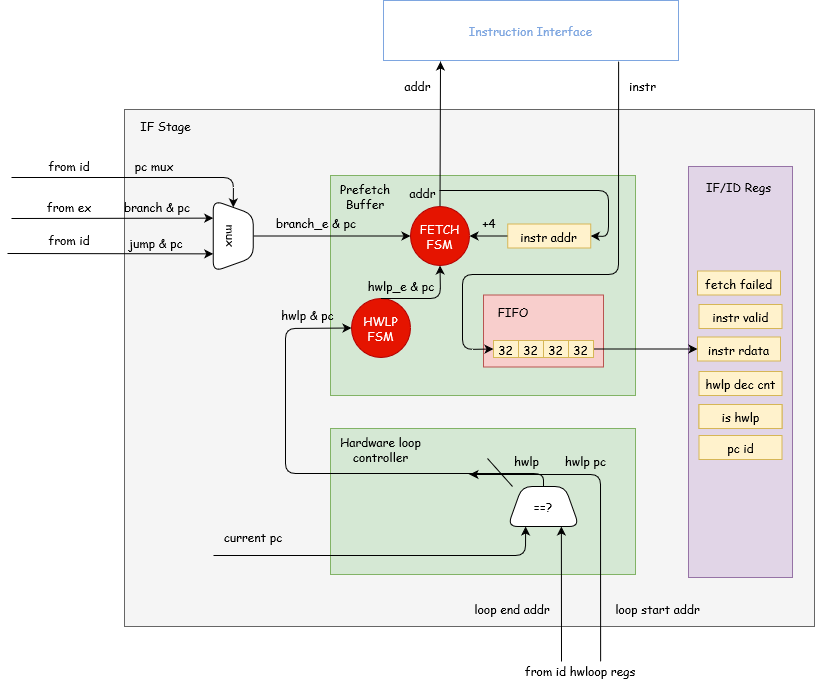 Instruction Interface
addr
instr
IF Stage
from id
pc mux
from ex
branch & pc
from id
jump & pc
mux
branch_e & pc
Prefetch
Buffer
addr
FETCH
FSM
+4
instr addr
hwlp_e & pc
hwlp & pc
HWLP
FSM
FIFO
32
32
32
32
IF/ID Regs
fetch failed
instr valid
instr rdata
hwlp dec cnt
is hwlp
pc id
Hardware loop
controller
hwlp
hwlp pc
==?
current pc
loop end addr
loop start addr
from id hwloop regs